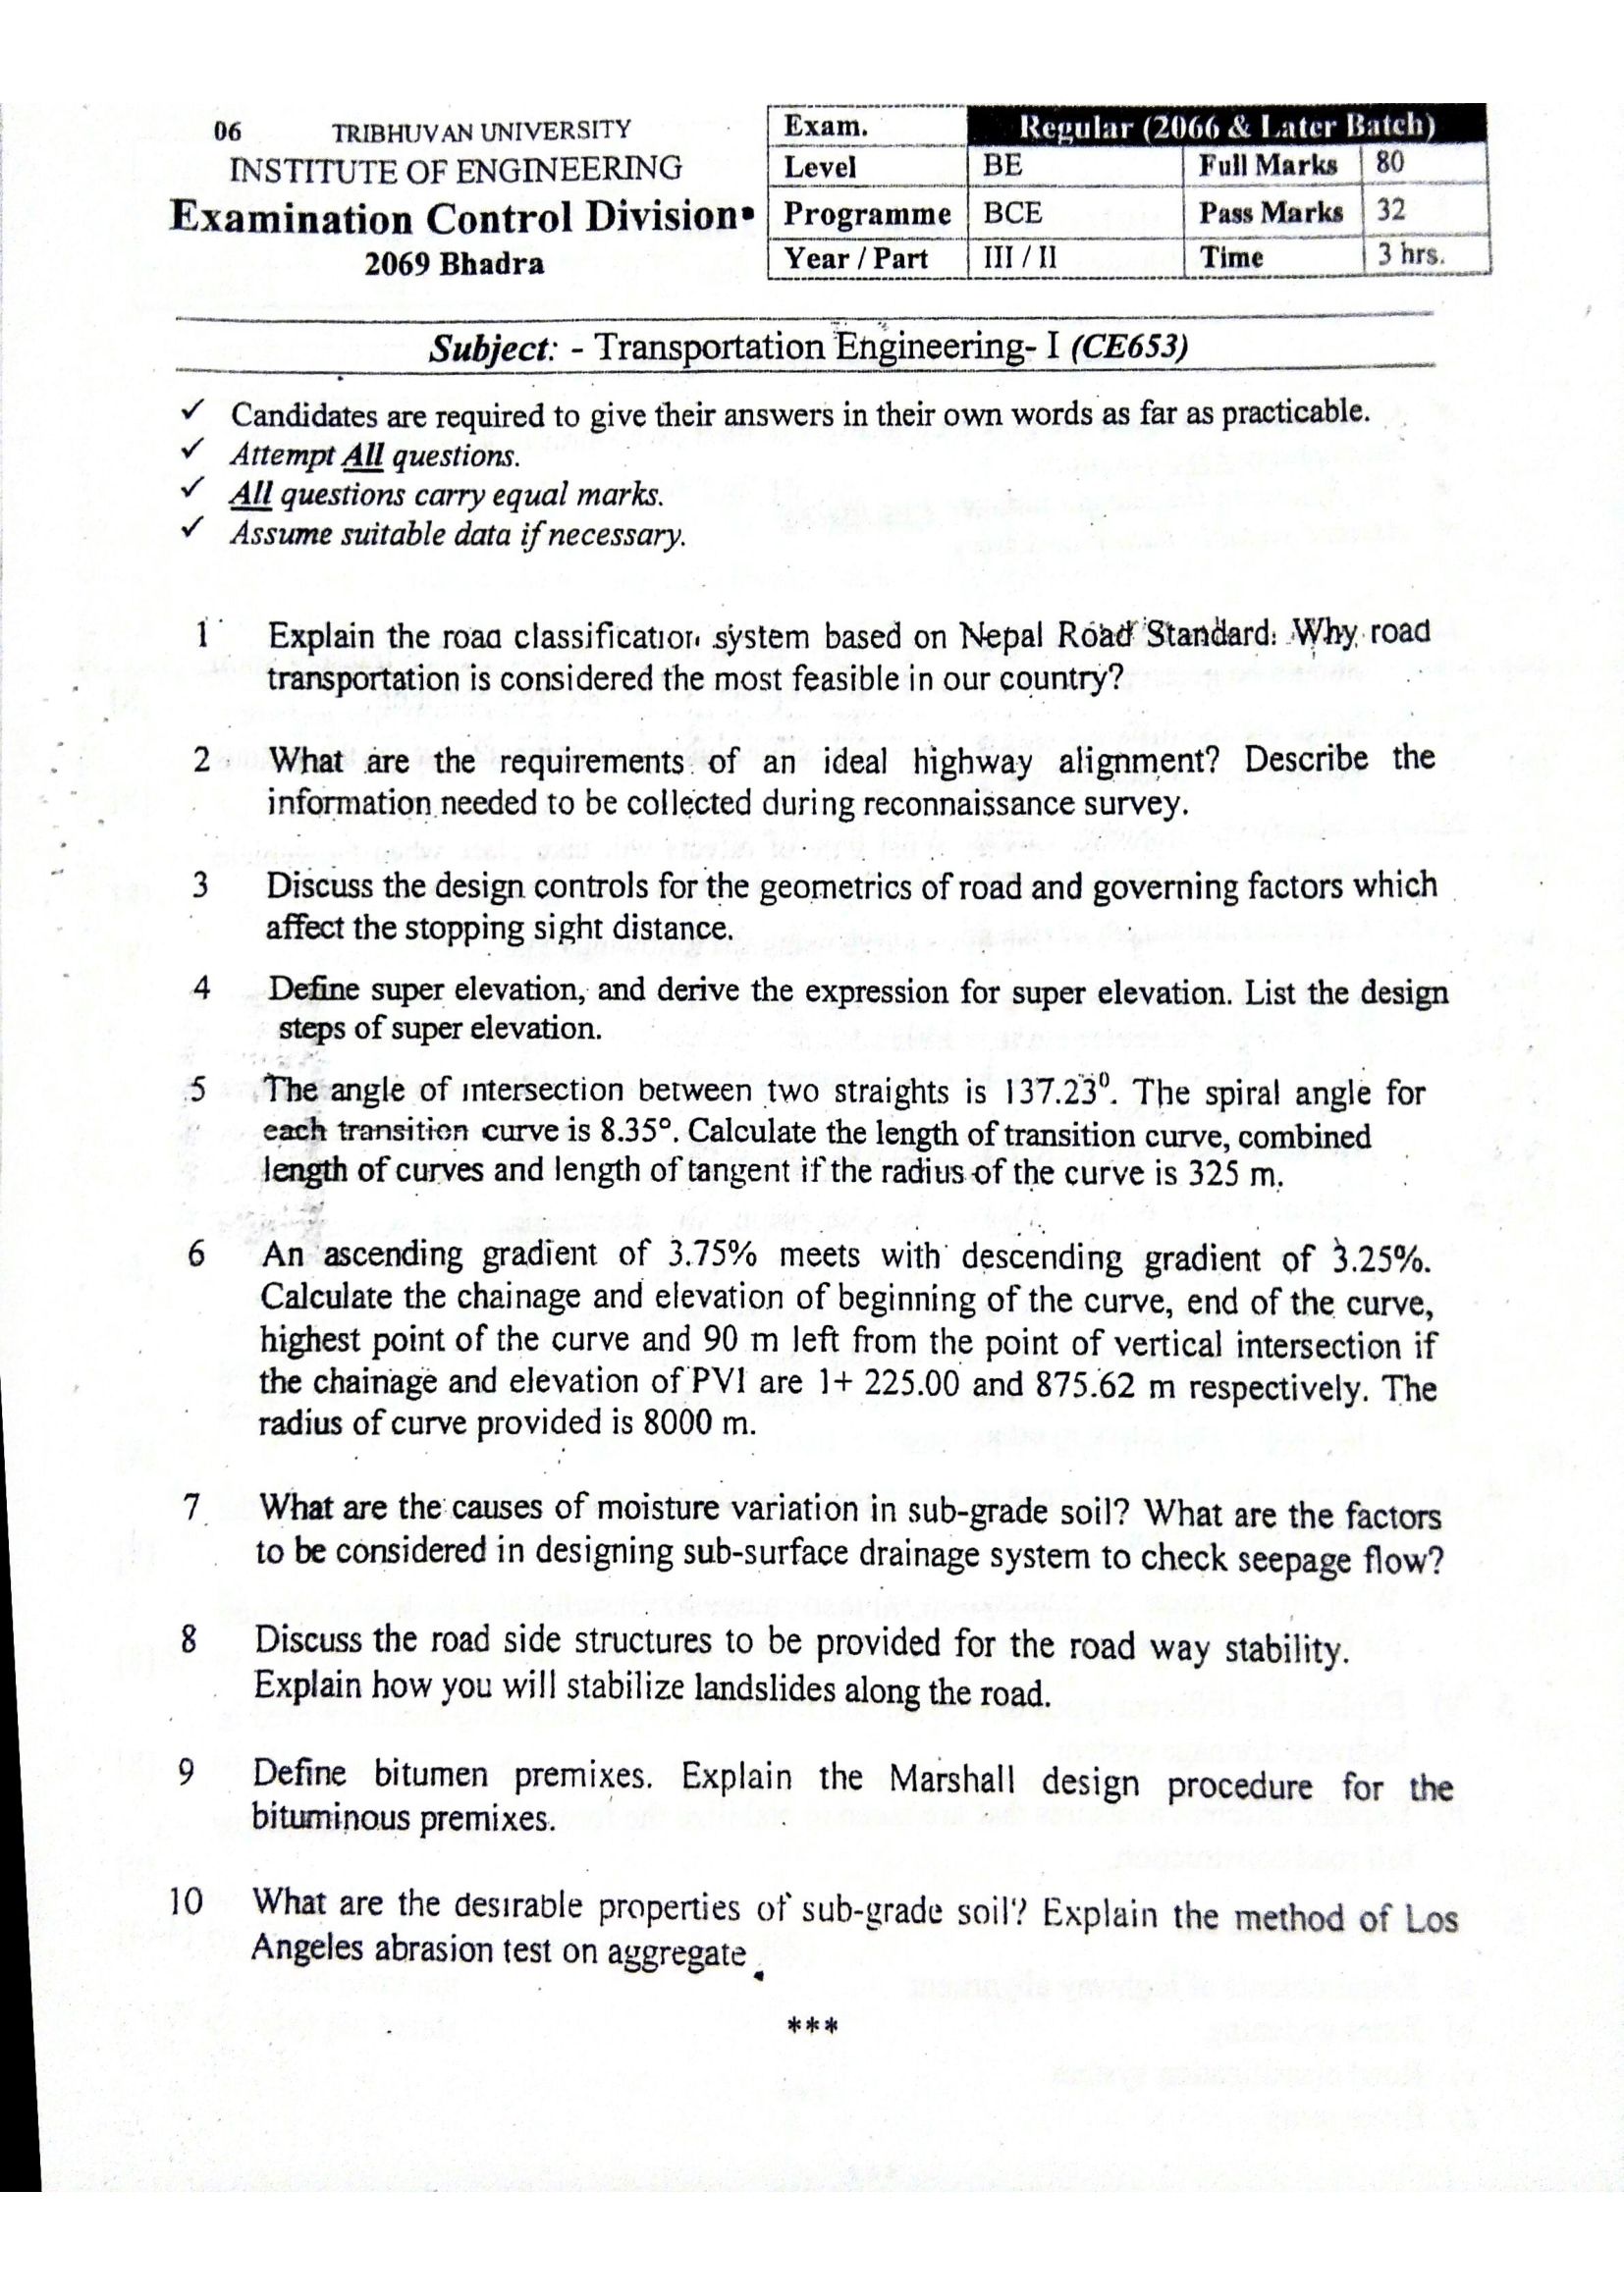 06 TRIBHUVAN UNIVERSITY
INSTITUTE OF ENGINEERING
Examination Control Division
2069 Bhadra
Exam. Regular (2066 & Later Batch)
Level BE Full Marks 80
Programme BCE Pass Marks 32
Year / Part III / II Time 3 hrs.
Subject: - Transportation Engineering- I (CE653)
✓ Candidates are required to give their answers in their own words as far as practicable.
✓ Attempt All questions.
✓ All questions carry equal marks.
✓ Assume suitable data if necessary.
1 Explain the road classification system based on Nepal Road Standard. Why road
transportation is considered the most feasible in our country?
2 What are the requirements of an ideal highway alignment? Describe the
information needed to be collected during reconnaissance survey.
3 Discuss the design controls for the geometrics of road and governing factors which
affect the stopping sight distance.
4 Define super elevation, and derive the expression for super elevation. List the design
steps of super elevation.
5 The angle of intersection between two straights is 137.23⁰. The spiral angle for
each transition curve is 8.35°. Calculate the length of transition curve, combined
length of curves and length of tangent if the radius of the curve is 325 m.
6 An ascending gradient of 3.75% meets with descending gradient of 3.25%.
Calculate the chainage and elevation of beginning of the curve, end of the curve,
highest point of the curve and 90 m left from the point of vertical intersection if
the chainage and elevation of PVI are 1+ 225.00 and 875.62 m respectively. The
radius of curve provided is 8000 m.
7 What are the causes of moisture variation in sub-grade soil? What are the factors
to be considered in designing sub-surface drainage system to check seepage flow?
8 Discuss the road side structures to be provided for the road way stability.
Explain how you will stabilize landslides along the road.
9 Define bitumen premixes. Explain the Marshall design procedure for the
bituminous premixes.
10 What are the desirable properties of sub-grade soil? Explain the method of Los
Angeles abrasion test on aggregate.
***